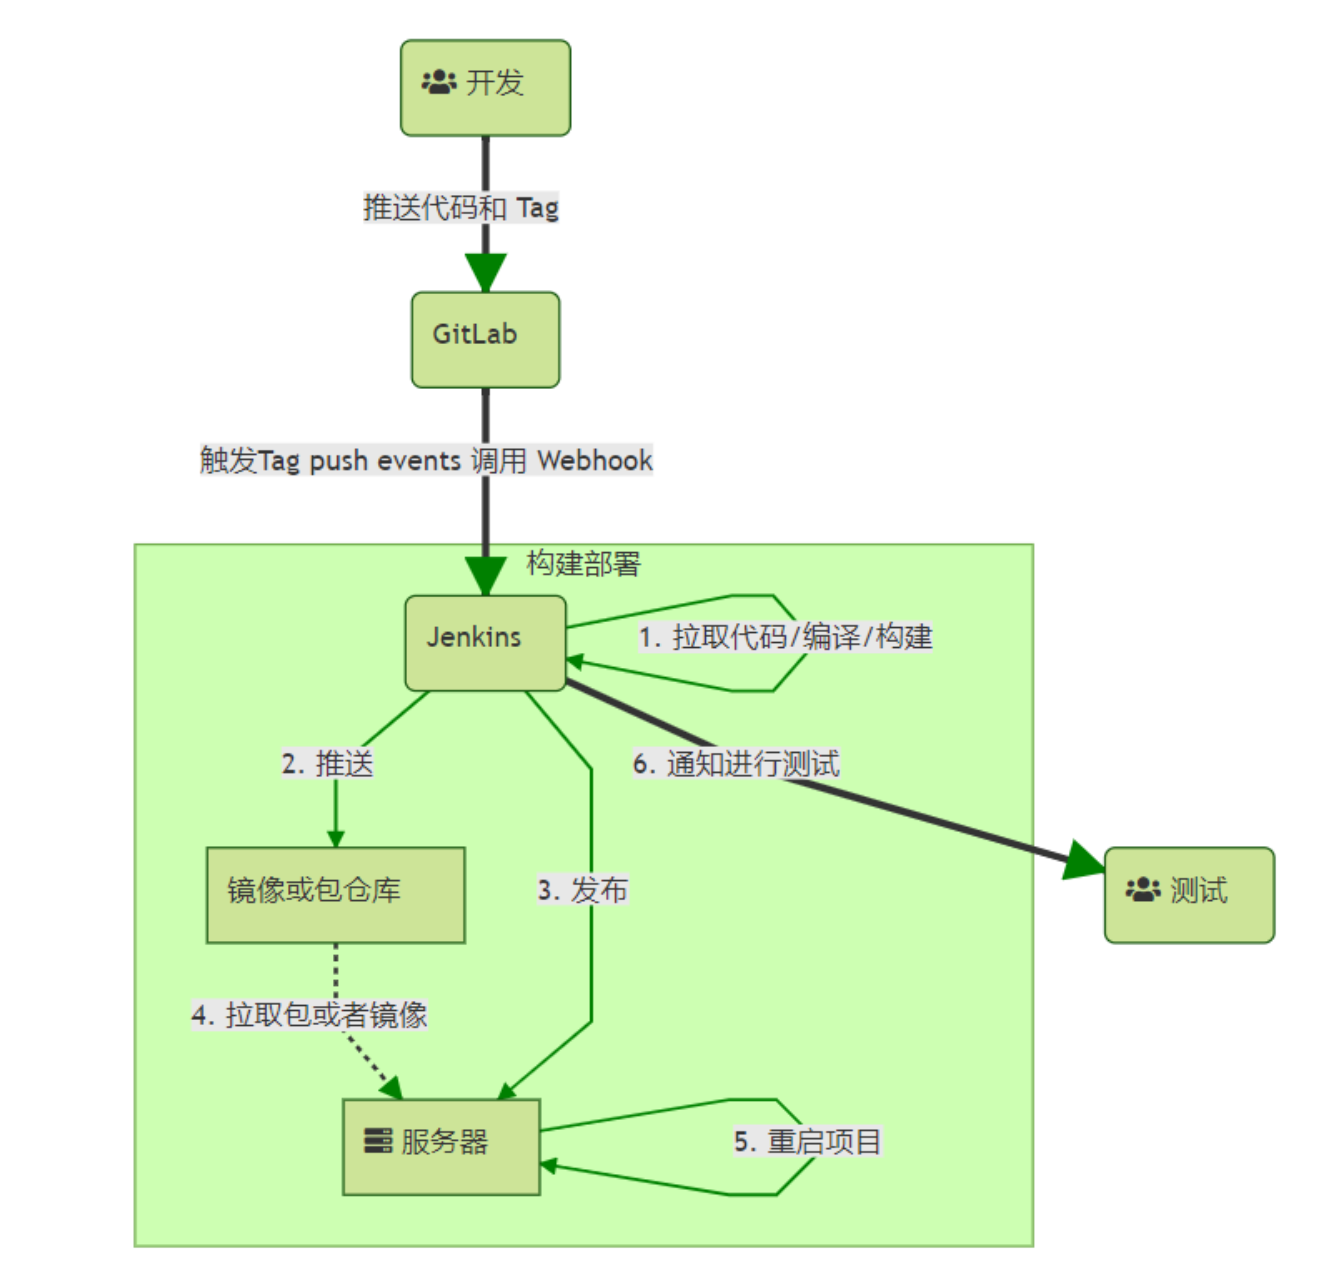 开发
推送代码和 Tag
GitLab
触发Tag push events 调用 Webhook
构建部署
Jenkins
1. 拉取代码/编译/构建
2. 推送
6. 通知进行测试
镜像或包仓库
3. 发布
测试
4. 拉取包或者镜像
服务器
5. 重启项目